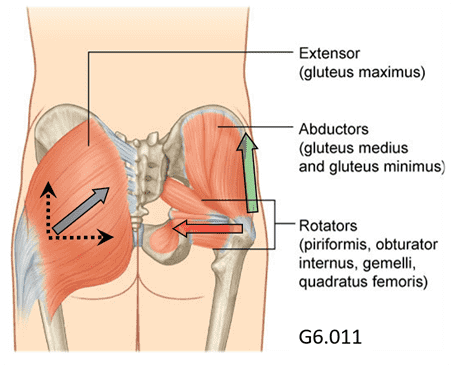 Extensor
(gluteus maximus)
Abductors
(gluteus medius
and gluteus minimus)
Rotators
(piriformis, obturator
internus, gemelli,
quadratus femoris)
G6.011